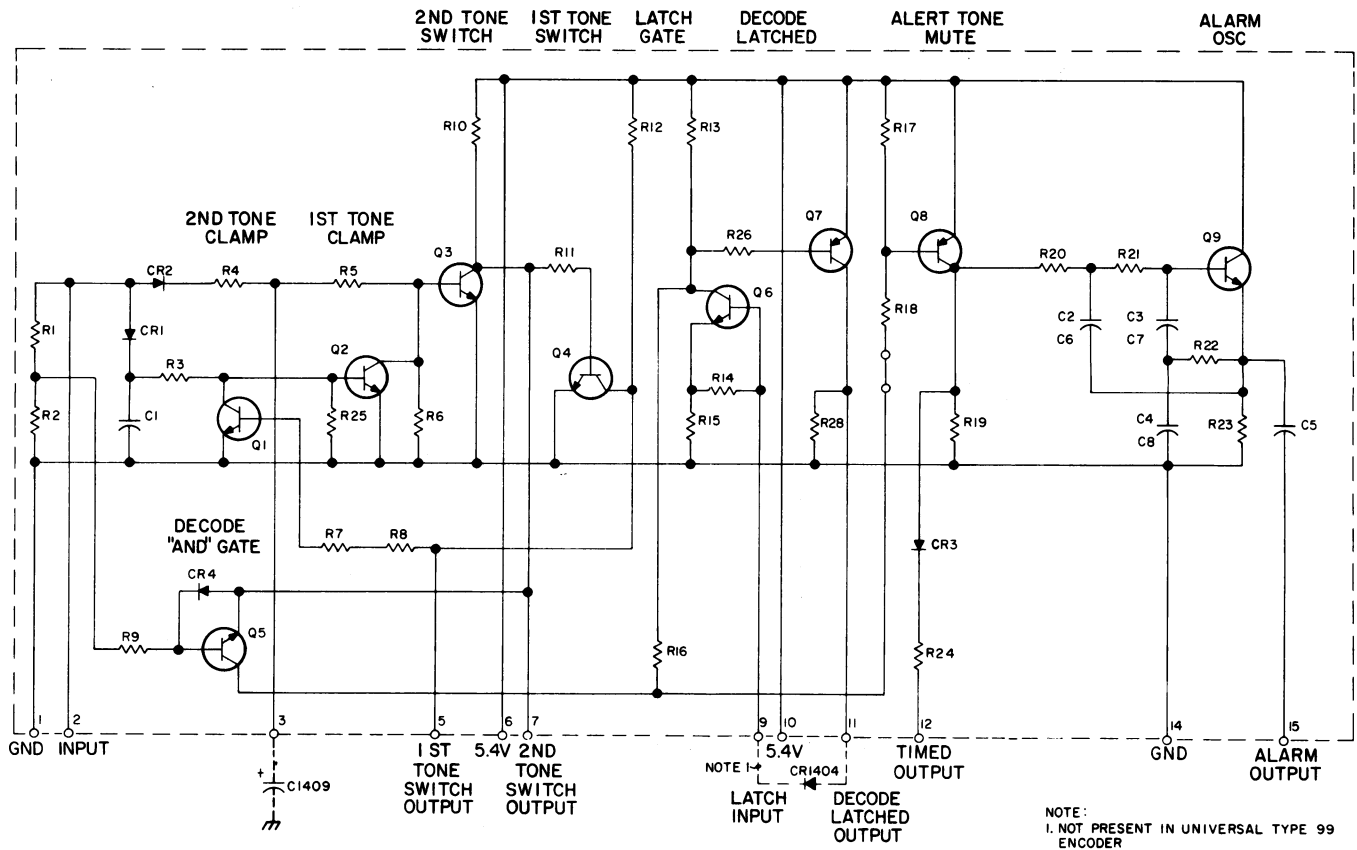 2ND TONE SWITCH
1ST TONE SWITCH
LATCH GATE
DECODE LATCHED
ALERT TONE MUTE
ALARM OSC
R10
R12
R13
R17
2ND TONE CLAMP
1ST TONE CLAMP
Q3
R11
R26
Q7
Q8
R20
R21
Q9
CR2
R4
R5
Q6
R1
CR1
R18
C2
C6
C3
C7
R3
Q2
Q4
R22
R2
C1
Q1
R25
R6
R14
R15
R28
R19
C4
C8
R23
C5
DECODE
"AND" GATE
R7
R8
CR3
CR4
R9
Q5
R16
R24
1
2
3
5
6
7
9
10
11
12
14
15
GND
INPUT
1ST TONE SWITCH OUTPUT
5.4V
2ND TONE SWITCH OUTPUT
5.4V
TIMED OUTPUT
GND
ALARM OUTPUT
+
C1409
NOTE 1
CR1404
LATCH INPUT
DECODE LATCHED OUTPUT
NOTE:
1. NOT PRESENT IN UNIVERSAL TYPE 99
ENCODER